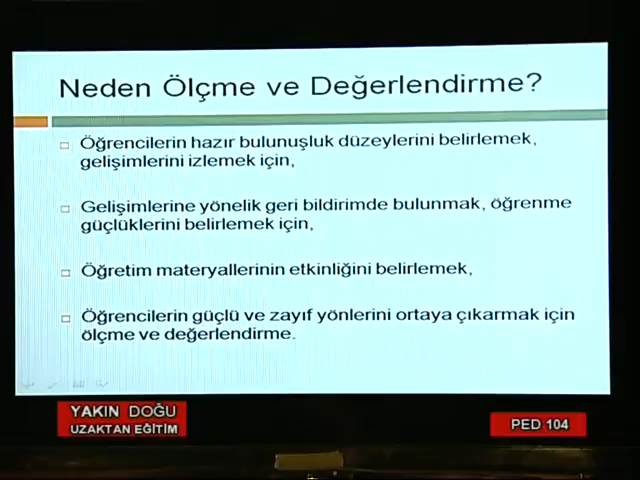 Neden Ölçme ve Değerlendirme?
Öğrencilerin hazır bulunuşluk düzeylerini belirlemek,
gelişimlerini izlemek için,
Gelişimlerine yönelik geri bildirimde bulunmak, öğrenme
güçlüklerini belirlemek için,
Öğretim materyallerinin etkinliğini belirlemek,
Öğrencilerin güçlü ve zayıf yönlerini ortaya çıkarmak için
ölçme ve değerlendirme.
YAKIN DOĞU
UZAKTAN EĞİTİM
PED 104